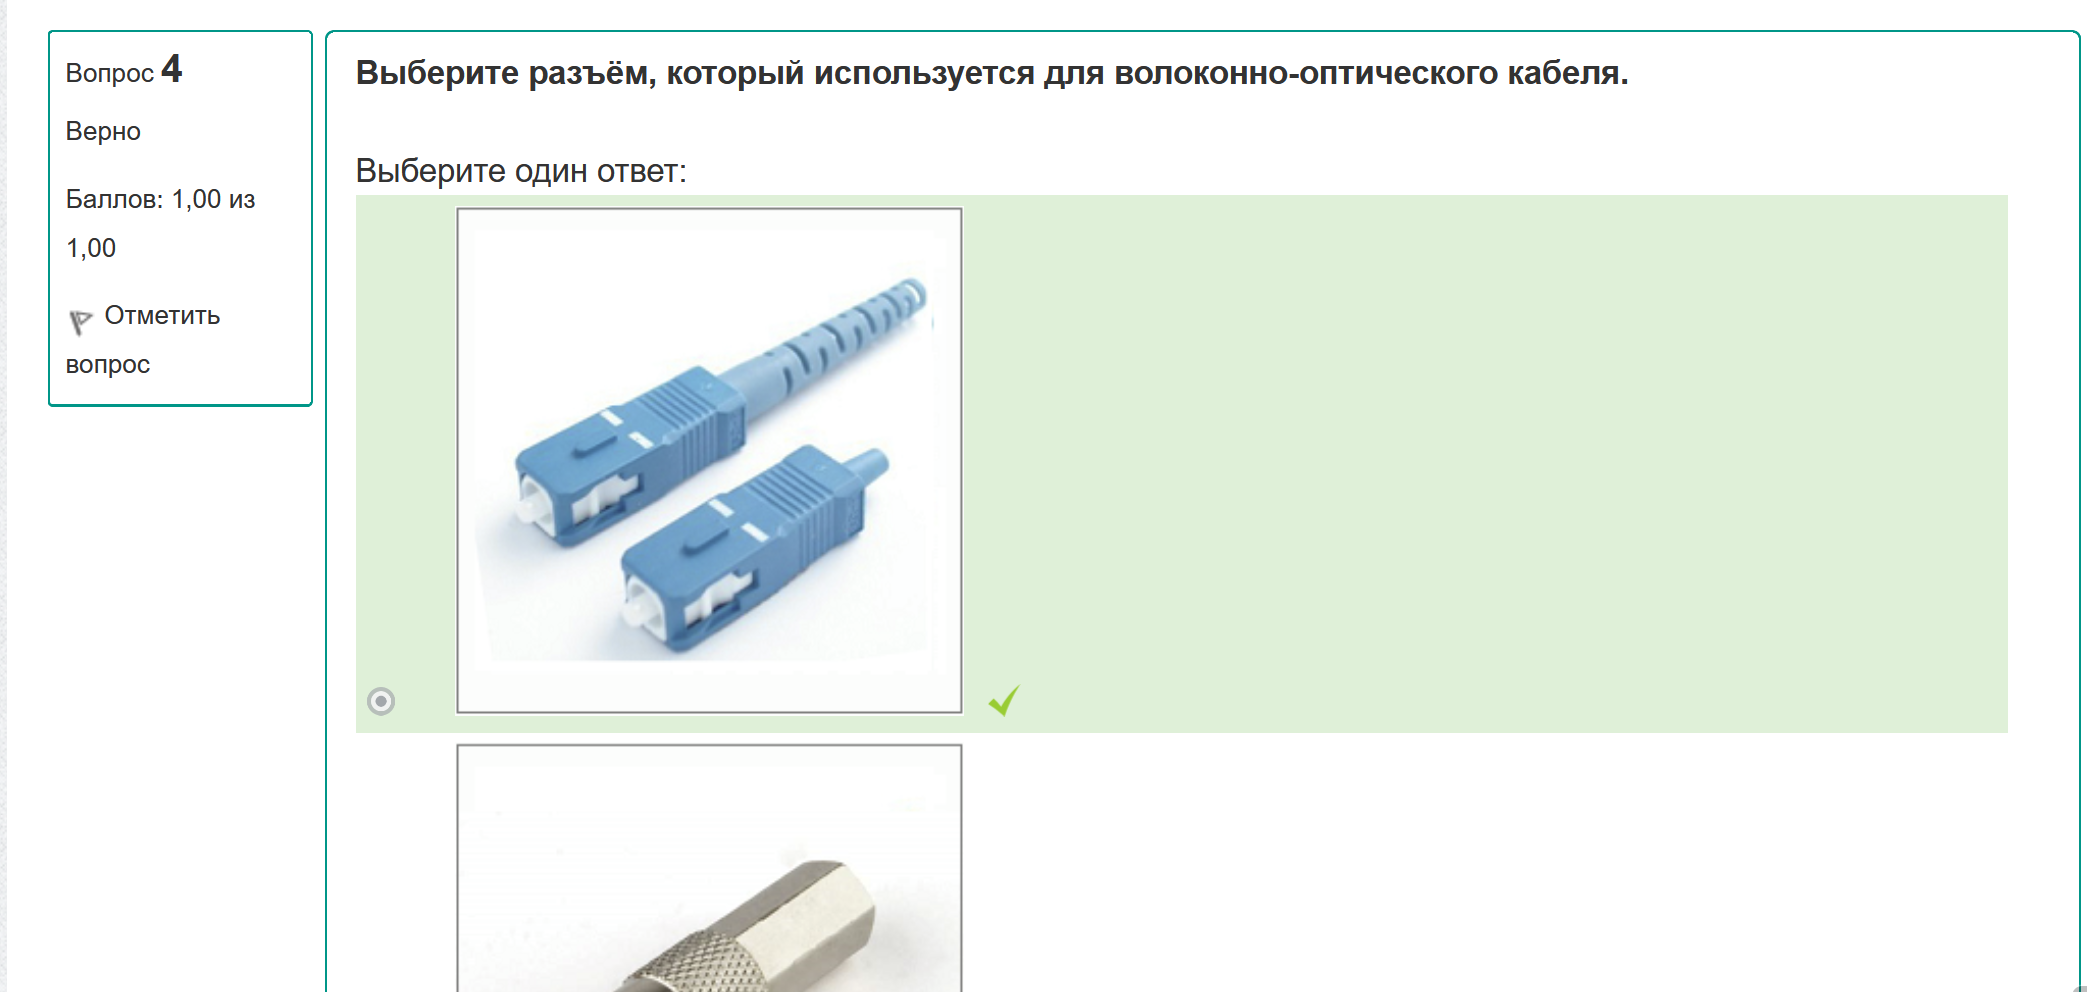 Вопрос 4
Верно
Баллов: 1,00 из
1,00
Отметить
вопрос
Выберите разъём, который используется для волоконно-оптического кабеля.
Выберите один ответ: